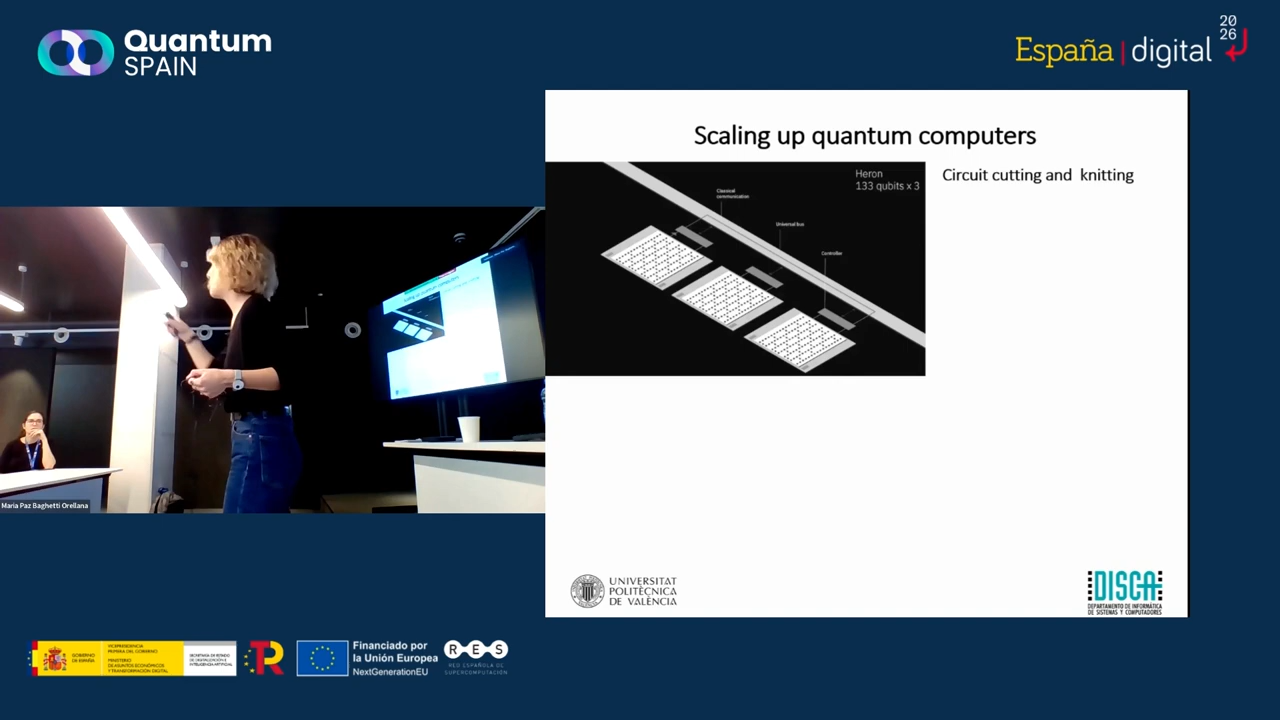 Quantum
SPAIN
España | digital
20
26
Scaling up quantum computers
Heron
133 qubits x 3
Circuit cutting and knitting
Classical
communication
Universal bus
Controller
Maria Paz Baghetti Orellana
UNIVERSITAT
POLITÈCNICA
DE VALÈNCIA
DISCA
DEPARTAMENTO DE INFORMÁTICA
DE SISTEMAS Y COMPUTADORES
GOBIERNO
DE ESPAÑA
VICEPRESIDENCIA
PRIMERA DEL GOBIERNO
MINISTERIO
DE ASUNTOS ECONÓMICOS
Y TRANSFORMACIÓN DIGITAL
SECRETARÍA DE ESTADO
DE DIGITALIZACIÓN E
INTELIGENCIA ARTIFICIAL
TR
Financiado por
la Unión Europea
NextGenerationEU
RES
RED ESPAÑOLA DE
SUPERCOMPUTACIÓN